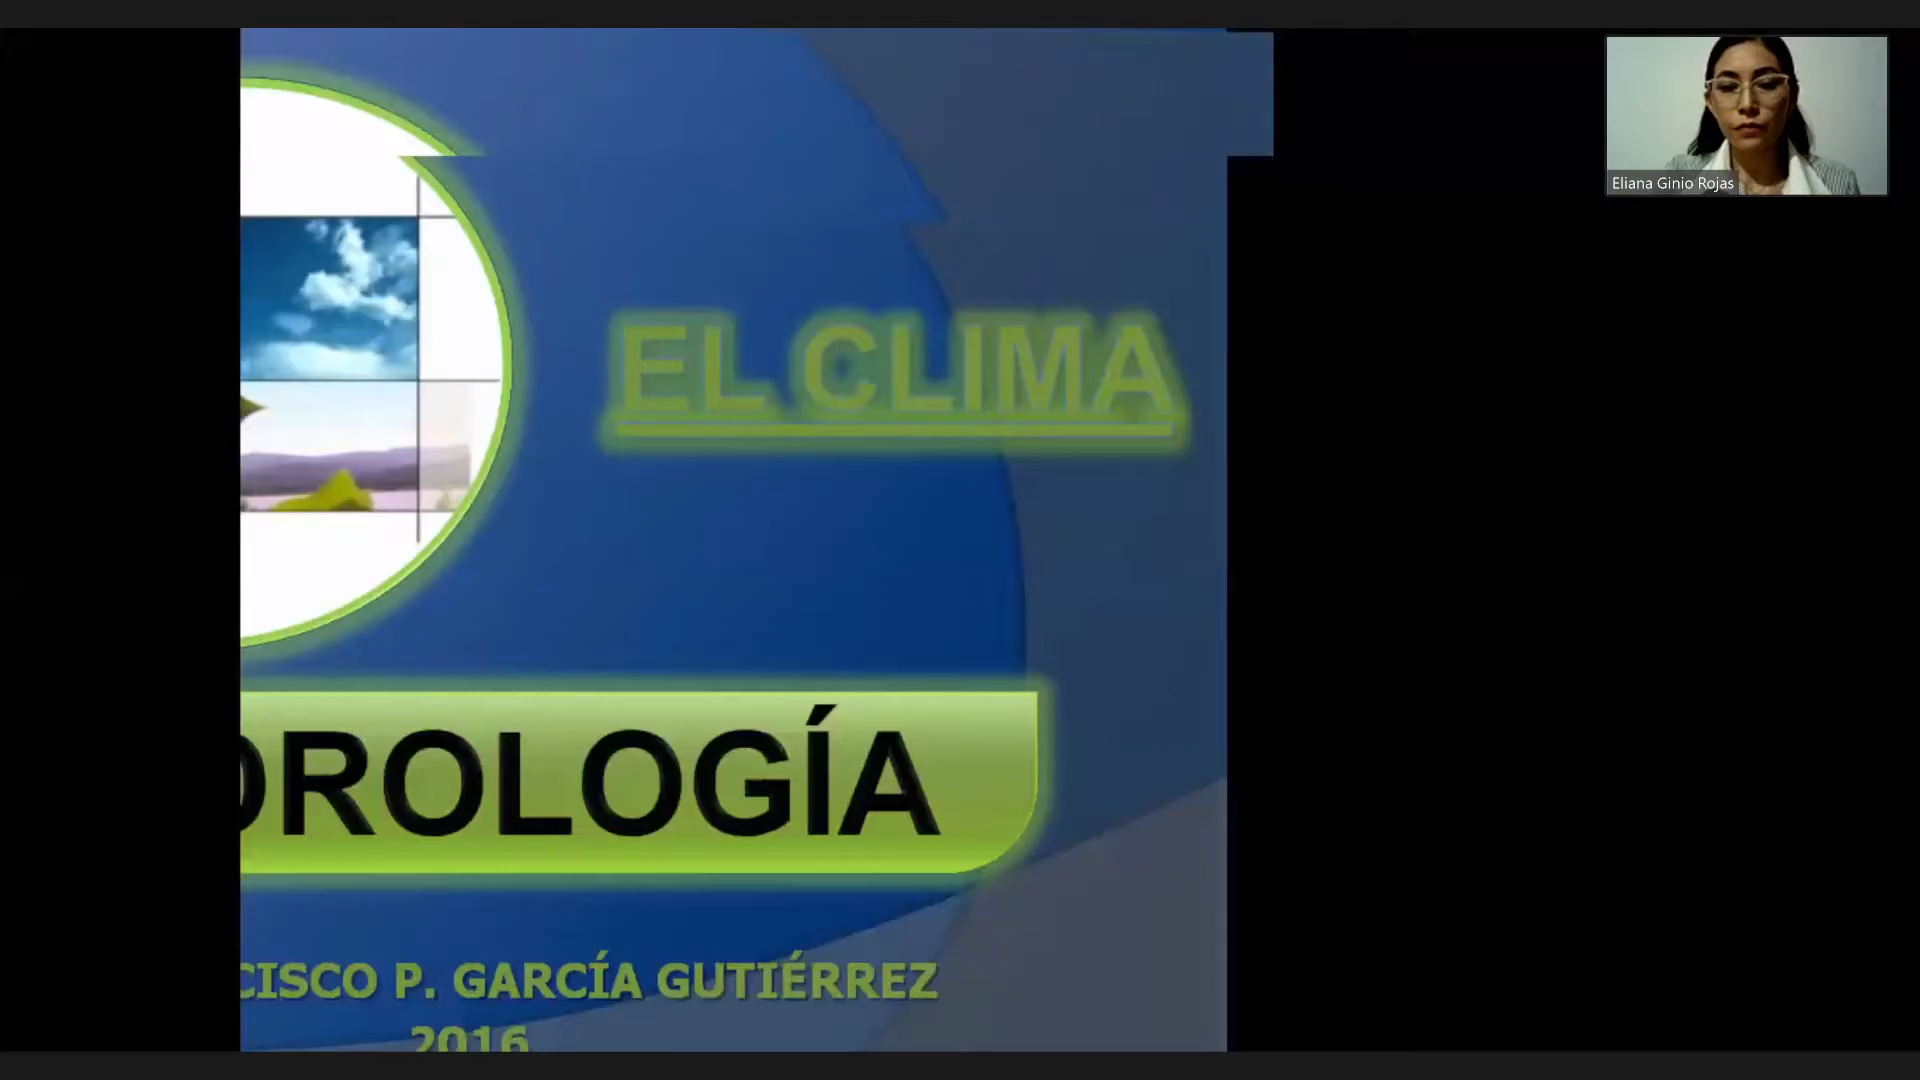 Eliana Ginio Rojas
EL CLIMA
OROLOGÍA
CISCO P. GARCÍA GUTIÉRREZ
2016